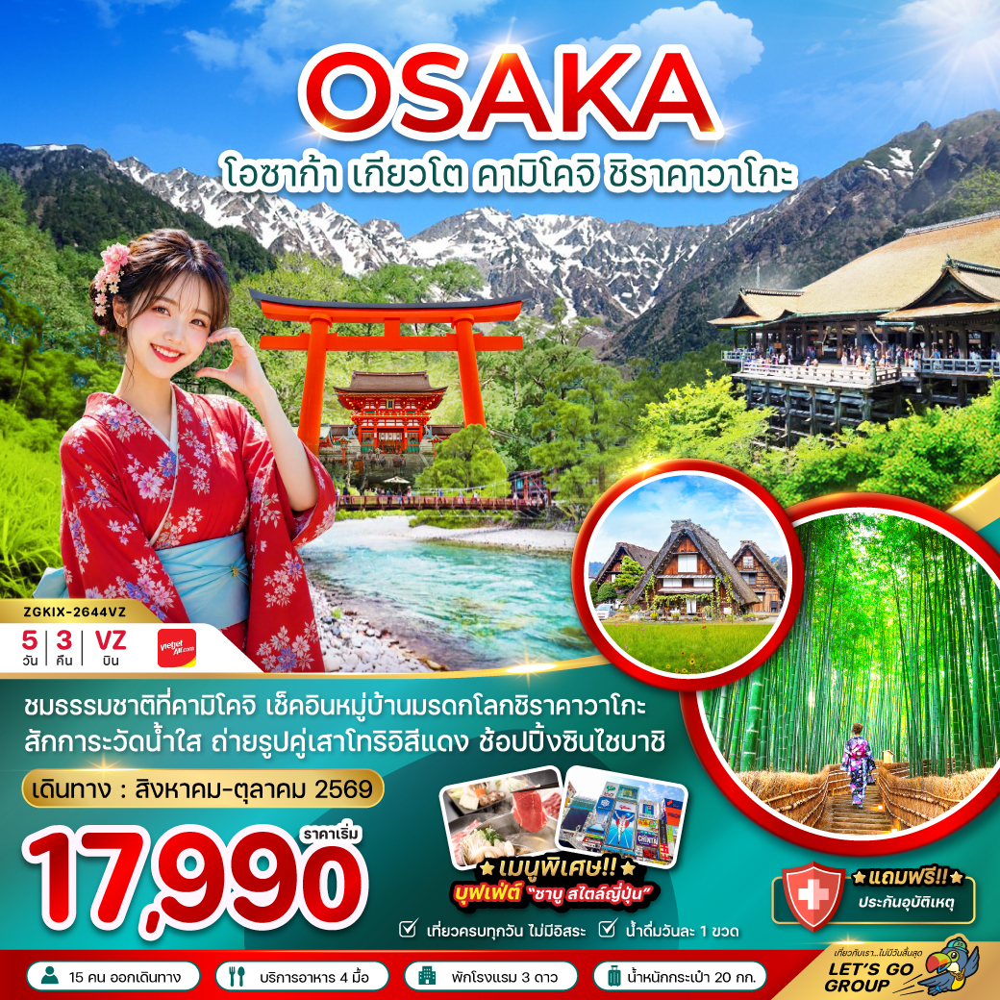 OSAKA
โอซาก้า เกียวโต คามิโคจิ ชิราคาวาโกะ
ZGKIX-2644VZ
5 วัน 3 คืน VZ บิน
vietjet Air.com
ชมธรรมชาติที่คามิโคจิ เช็คอินหมู่บ้านมรดกโลกชิราคาวาโกะ
สักการะวัดน้ำใส ถ่ายรูปคู่เสาโทริอิสีแดง ช้อปปิ้งซินไชบาชิ
เดินทาง : สิงหาคม-ตุลาคม 2569
ราคาเริ่ม
17,990
เมนูพิเศษ!!
บุฟเฟ่ต์ "ชาบู สไตล์ญี่ปุ่น"
แถมฟรี!!
ประกันอุบัติเหตุ
เที่ยวครบทุกวัน ไม่มีอิสระ น้ำดื่มวันละ 1 ขวด
15 คน ออกเดินทาง บริการอาหาร 4 มื้อ พักโรงแรม 3 ดาว น้ำหนักกระเป๋า 20 กก.
เที่ยวกับเรา...ไม่มีวันสิ้นสุด
LET'S GO
GROUP